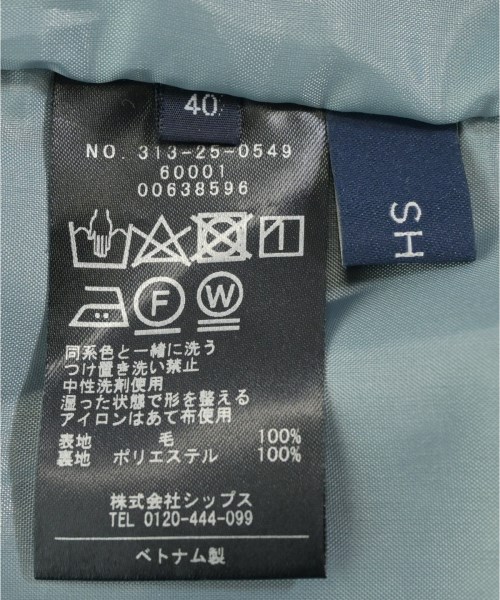 40
NO. 313-25-0549
60001
00638596
F W
同系色と一緒に洗う
つけ置き洗い禁止
中性洗剤使用
湿った状態で形を整える
アイロンはあて布使用
表地 毛 100%
裏地 ポリエステル 100%
株式会社シップス
TEL 0120-444-099
ベトナム製
SH